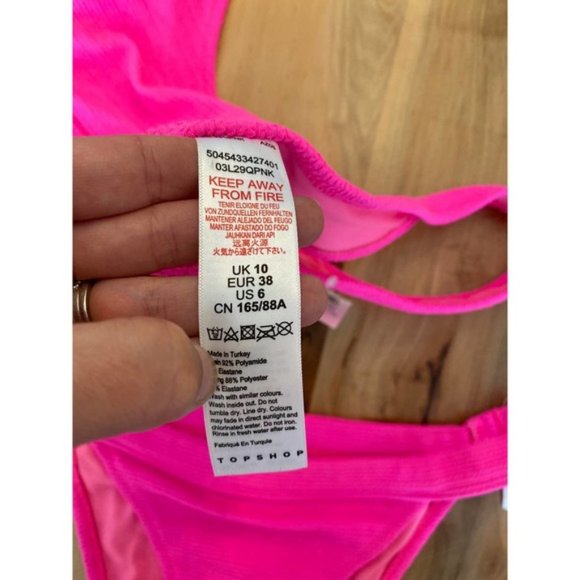 5045433427401
03L29QPNK
KEEP AWAY
FROM FIRE
TENIR ELOIGNE DU FEU
VON ZUNDQUELLEN FERNHALTEN
MANTENER ALEJADO DEL FUEGO
MANTER AFASTADO DO FOGO
JAUHKAN DARI API
远离火源
火気から遠ざけてください
UK 10
EUR 38
US 6
CN 165/88A
Made in Turkey
92% Polyamide
Elastane
88% Polyester
Elastane
Wash with similar colours.
Wash inside out. Do not
tumble dry. Line dry. Colours
may fade in direct sunlight and
chlorinated water. Do not iron.
Rinse in fresh water after use.
Fabriqué En Turquie
TOPSHOP